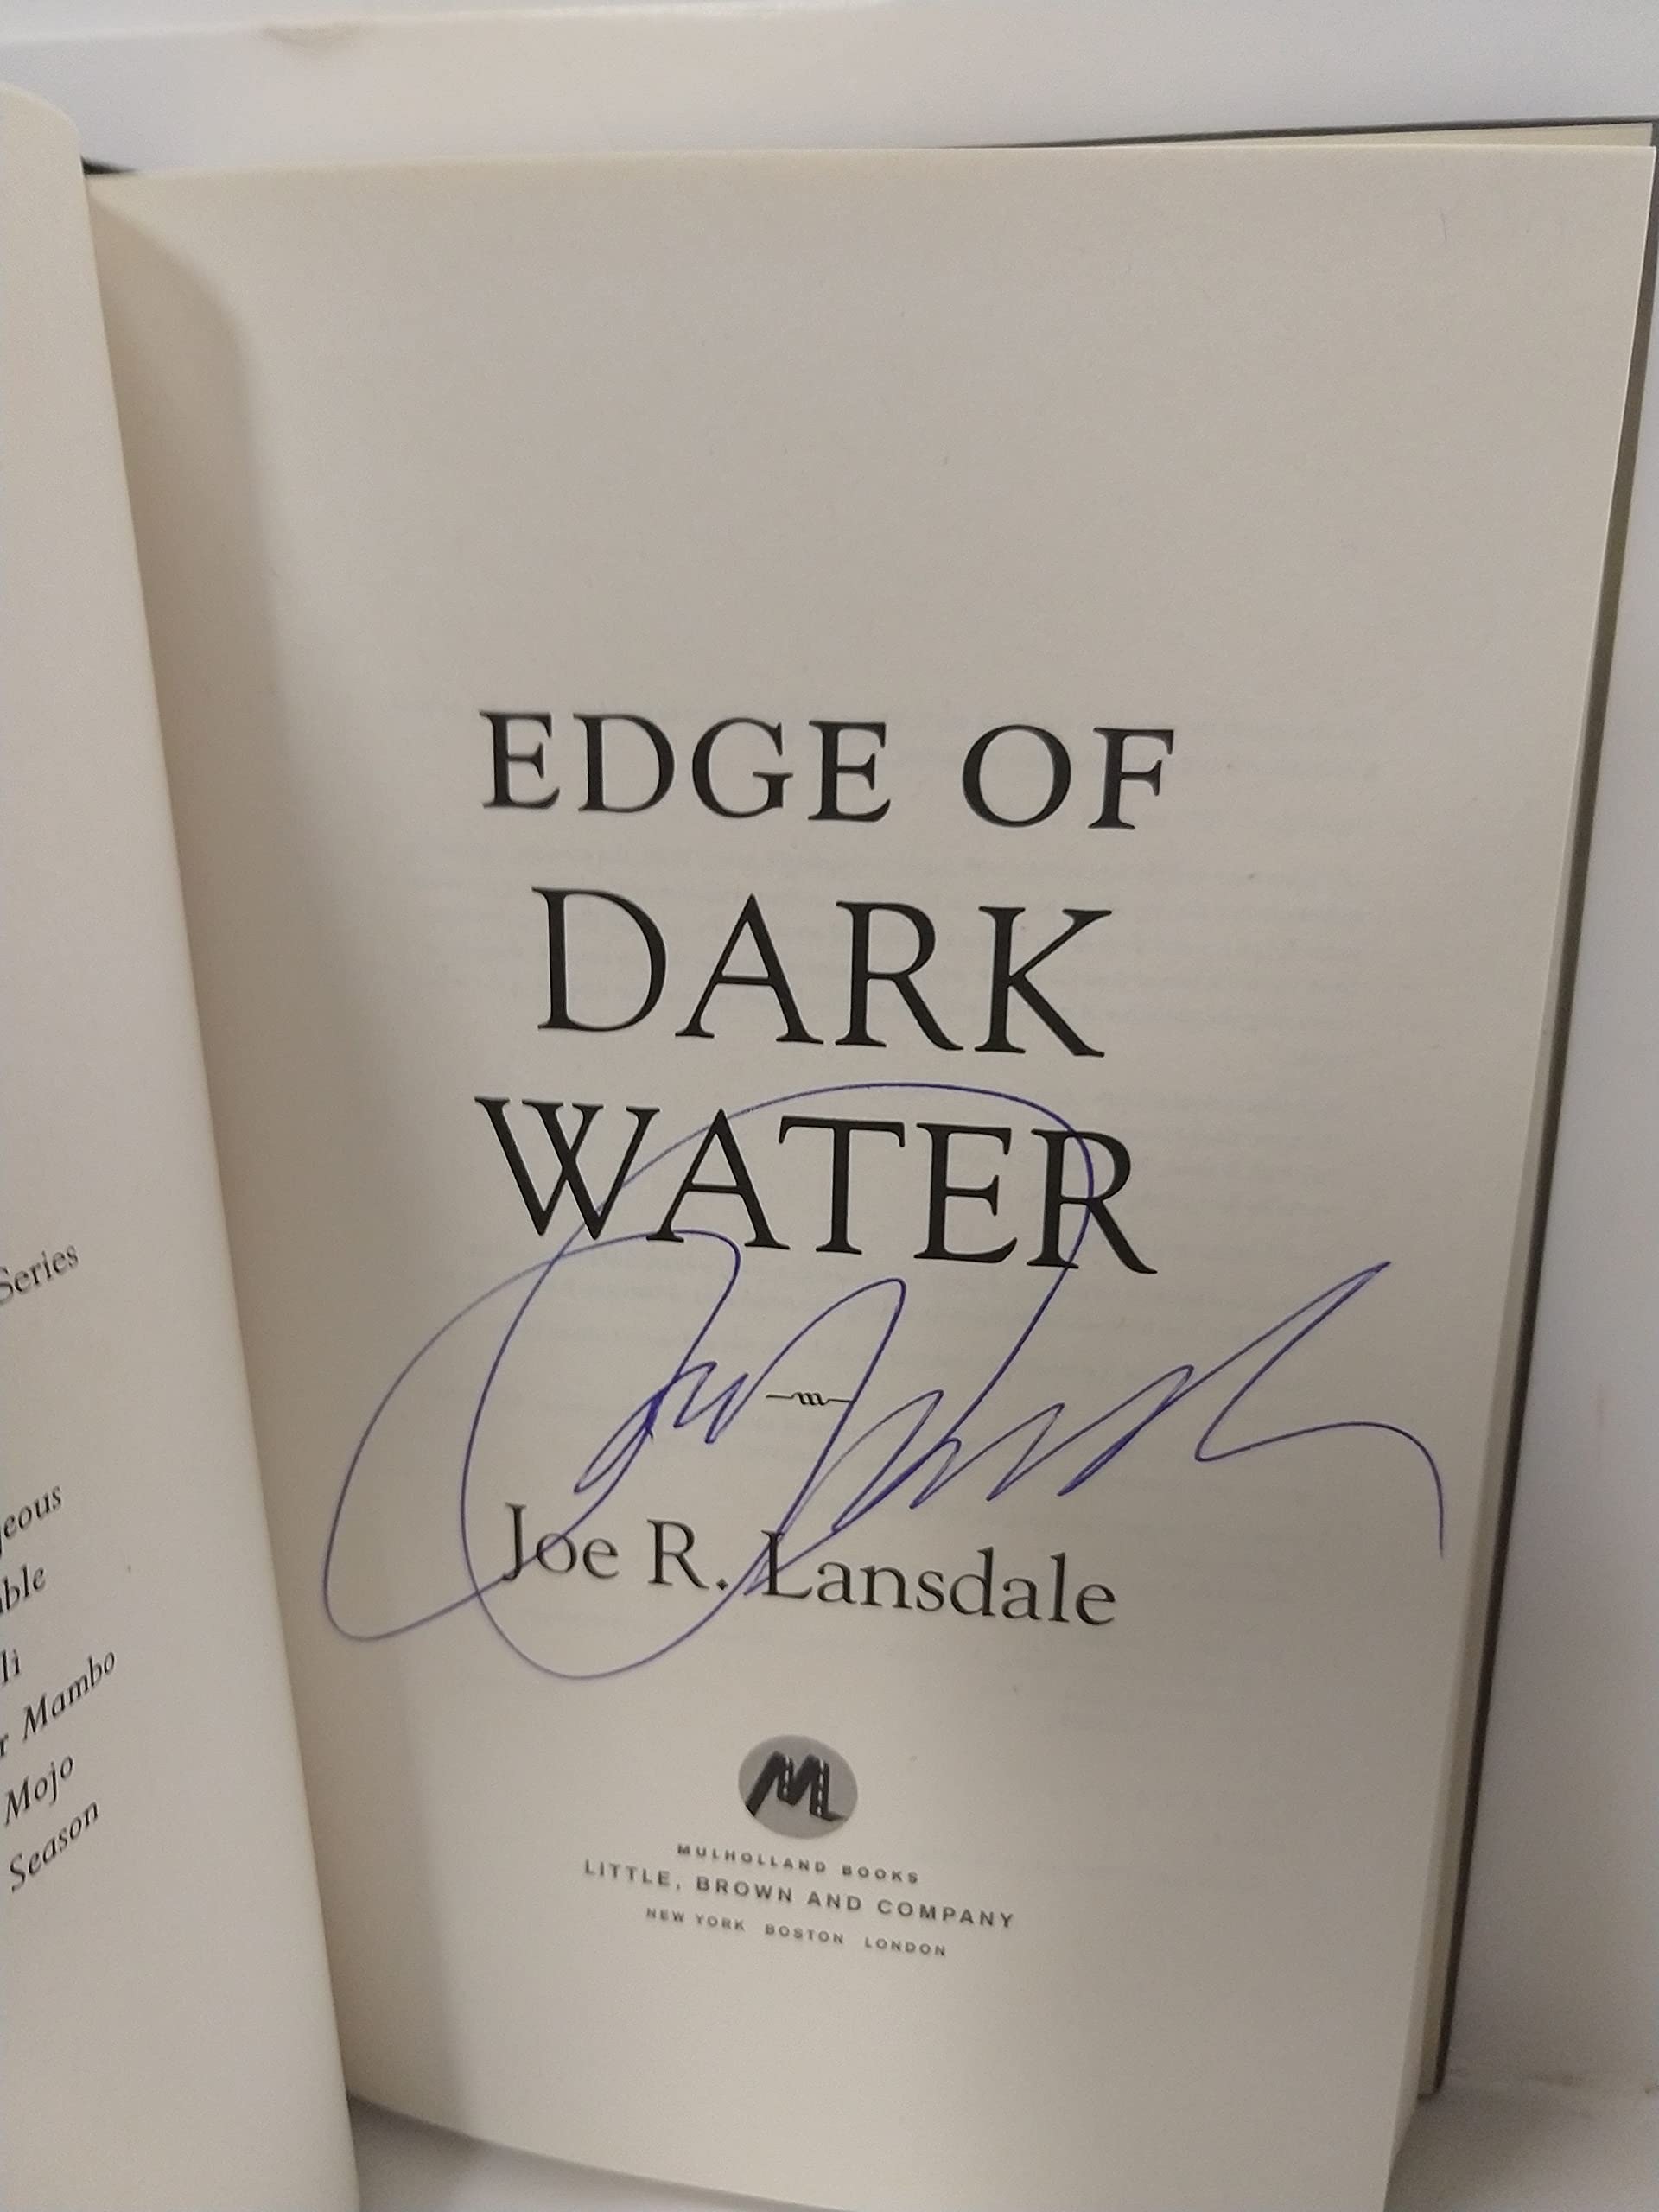 Series
eous
ble
li
r Mambo
Mojo
Season
EDGE OF
DARK
WATER
Joe R. Lansdale
ML
MULHOLLAND BOOKS
LITTLE, BROWN AND COMPANY
NEW YORK BOSTON LONDON